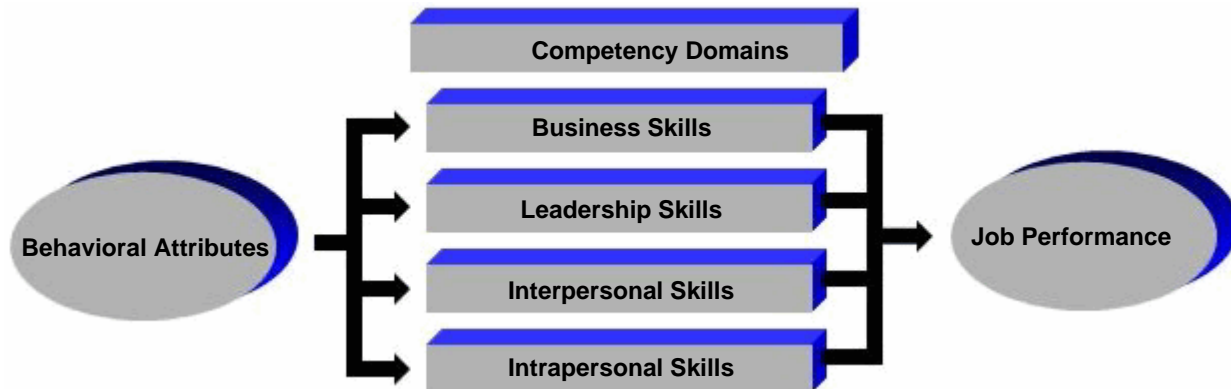 Competency Domains
Business Skills
Leadership Skills
Behavioral Attributes
Job Performance
Interpersonal Skills
Intrapersonal Skills